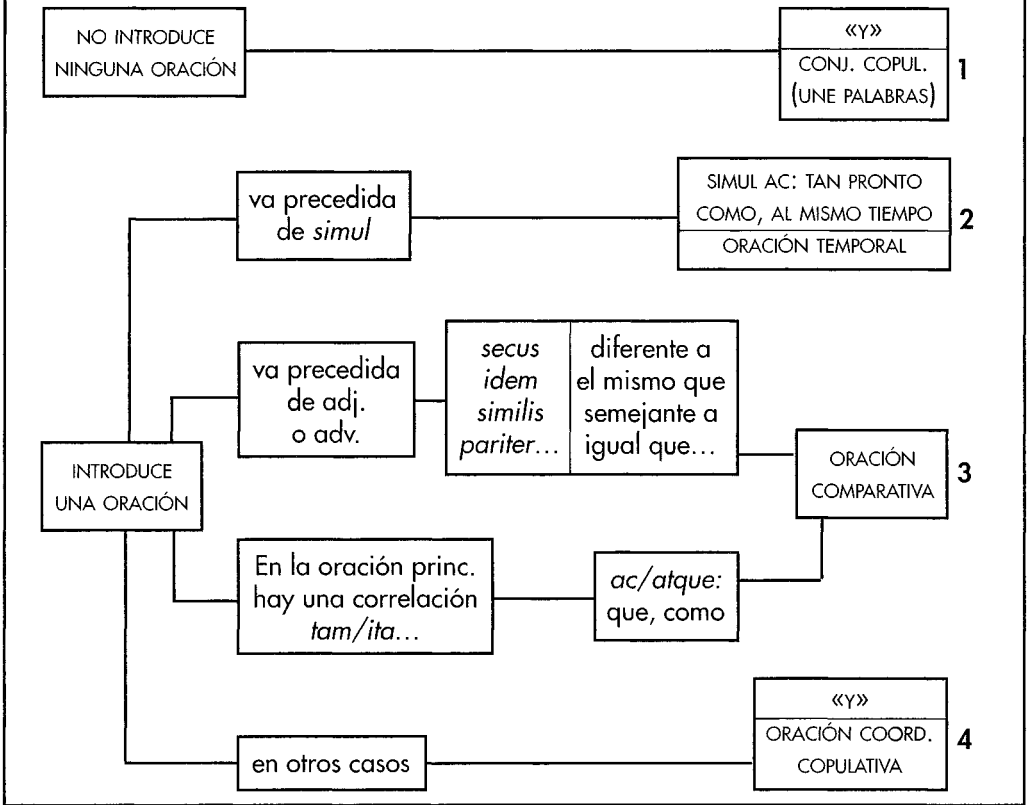 NO INTRODUCE
NINGUNA ORACIÓN
«Y»
CONJ. COPUL.
(UNE PALABRAS)
1
va precedida
de simul
SIMUL AC: TAN PRONTO
COMO, AL MISMO TIEMPO
ORACIÓN TEMPORAL
2
va precedida
de adj.
o adv.
secus
idem
similis
pariter...
diferente a
el mismo que
semejante a
igual que...
INTRODUCE
UNA ORACIÓN
ORACIÓN
COMPARATIVA
3
En la oración princ.
hay una correlación
tam/ita...
ac/atque:
que, como
en otros casos
«Y»
ORACIÓN COORD.
COPULATIVA
4